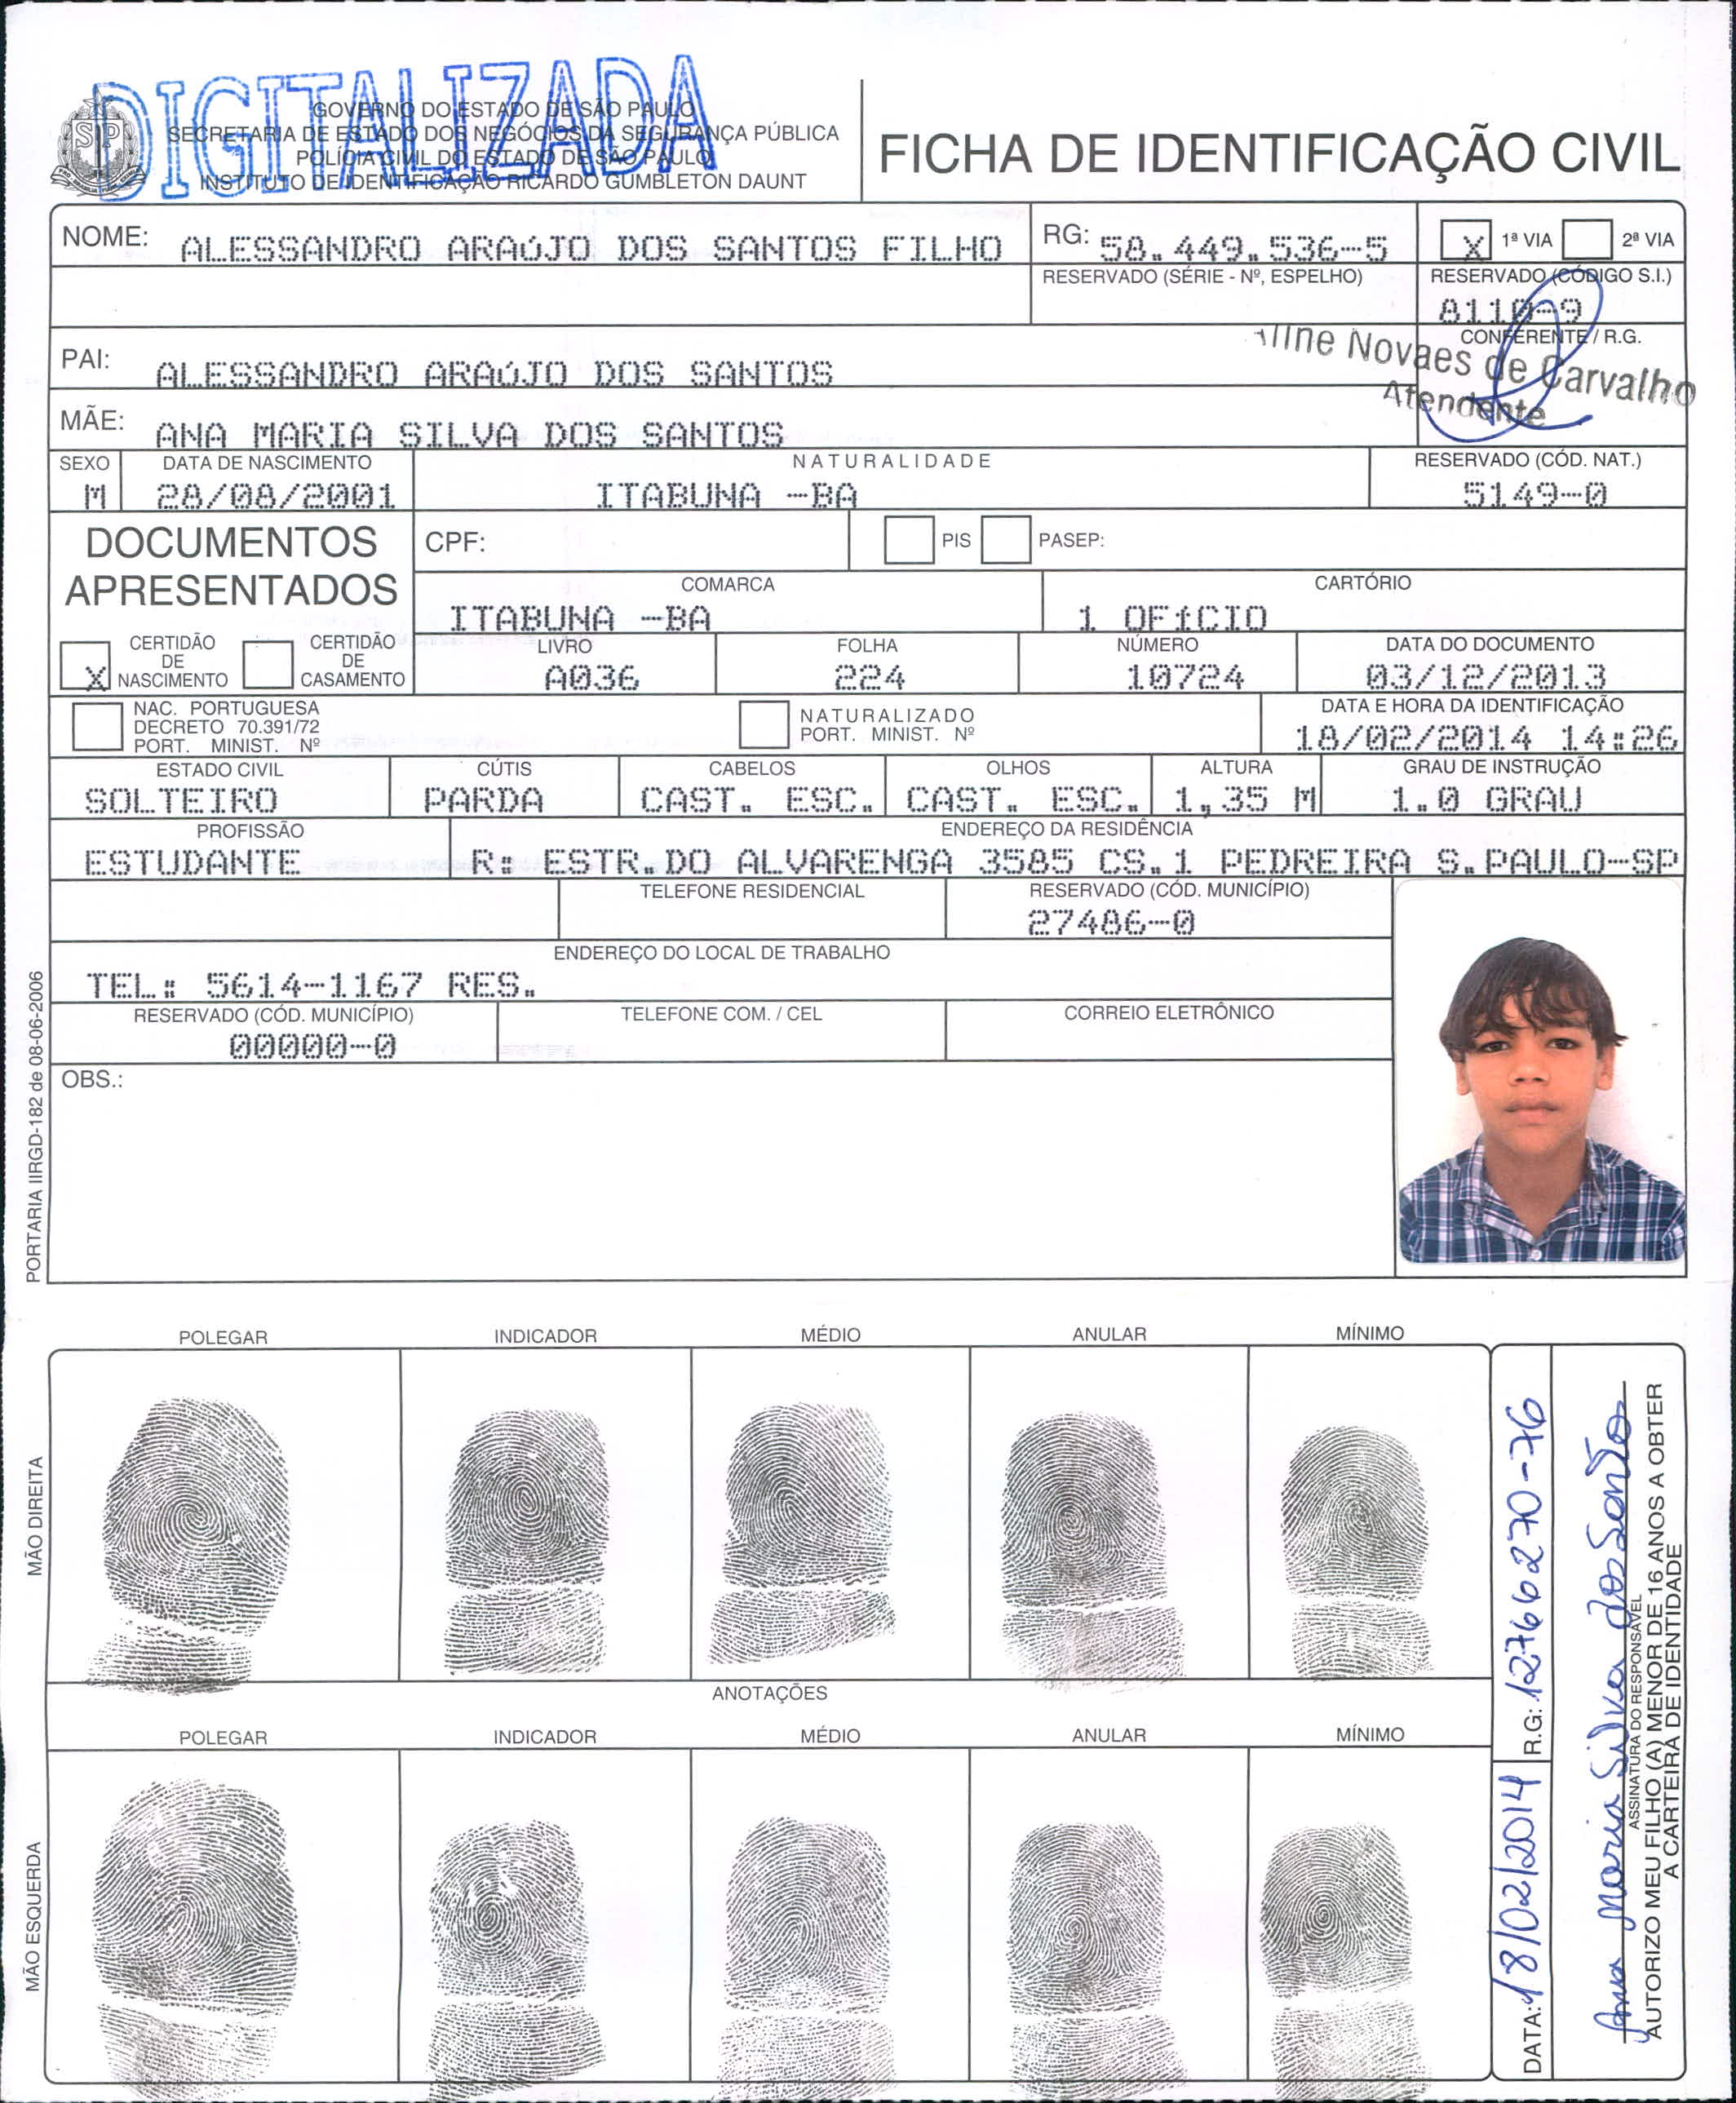 DIGITALIZADA
GOVERNO DO ESTADO DE SÃO PAULO
SECRETARIA DE ESTADO DOS NEGÓCIOS DA SEGURANÇA PÚBLICA
POLÍCIA CIVIL DO ESTADO DE SÃO PAULO
INSTITUTO DE IDENTIFICAÇÃO RICARDO GUMBLETON DAUNT
FICHA DE IDENTIFICAÇÃO CIVIL
NOME: ALESSANDRO ARAúJO DOS SANTOS FILHO
RG: 58.449.536-5
X 1ª VIA 2ª VIA
RESERVADO (SÉRIE - Nº, ESPELHO)
RESERVADO (CÓDIGO S.I.)
8110-9
CONFERENTE / R.G.
Novaes de Carvalho
Atendente
PAI: ALESSANDRO ARAúJO DOS SANTOS
MÃE: ANA MARIA SILVA DOS SANTOS
SEXO DATA DE NASCIMENTO NATURALIDADE RESERVADO (CÓD. NAT.)
M 28/08/2001 ITABUNA -BA 5149-0
DOCUMENTOS
APRESENTADOS
CPF: PIS PASEP:
COMARCA CARTÓRIO
ITABUNA -BA 1 OFíCIO
X CERTIDÃO DE NASCIMENTO
CERTIDÃO DE CASAMENTO
LIVRO FOLHA NÚMERO DATA DO DOCUMENTO
A036 224 10724 03/12/2013
NAC. PORTUGUESA
DECRETO 70.391/72
PORT. MINIST. Nº
NATURALIZADO
PORT. MINIST. Nº
DATA E HORA DA IDENTIFICAÇÃO
18/02/2014 14:26
ESTADO CIVIL CÚTIS CABELOS OLHOS ALTURA GRAU DE INSTRUÇÃO
SOLTEIRO PARDA CAST. ESC. CAST. ESC. 1,35 M 1.0 GRAU
PROFISSÃO ENDEREÇO DA RESIDÊNCIA
ESTUDANTE R: ESTR.DO ALVARENGA 3585 CS.1 PEDREIRA S.PAULO-SP
TELEFONE RESIDENCIAL RESERVADO (CÓD. MUNICÍPIO)
27486-0
ENDEREÇO DO LOCAL DE TRABALHO
TEL: 5614-1167 RES.
RESERVADO (CÓD. MUNICÍPIO) TELEFONE COM. / CEL CORREIO ELETRÔNICO
00000-0
OBS.:
PORTARIA IIRGD-182 de 08-06-2006
POLEGAR INDICADOR MÉDIO ANULAR MÍNIMO
MÃO DIREITA
ANOTAÇÕES
POLEGAR INDICADOR MÉDIO ANULAR MÍNIMO
MÃO ESQUERDA
DATA: 18/02/2014 R.G: 12766270-76
Ana Maria Silva dos Santos
ASSINATURA DO RESPONSÁVEL
AUTORIZO MEU FILHO (A) MENOR DE 16 ANOS A OBTER
A CARTEIRA DE IDENTIDADE